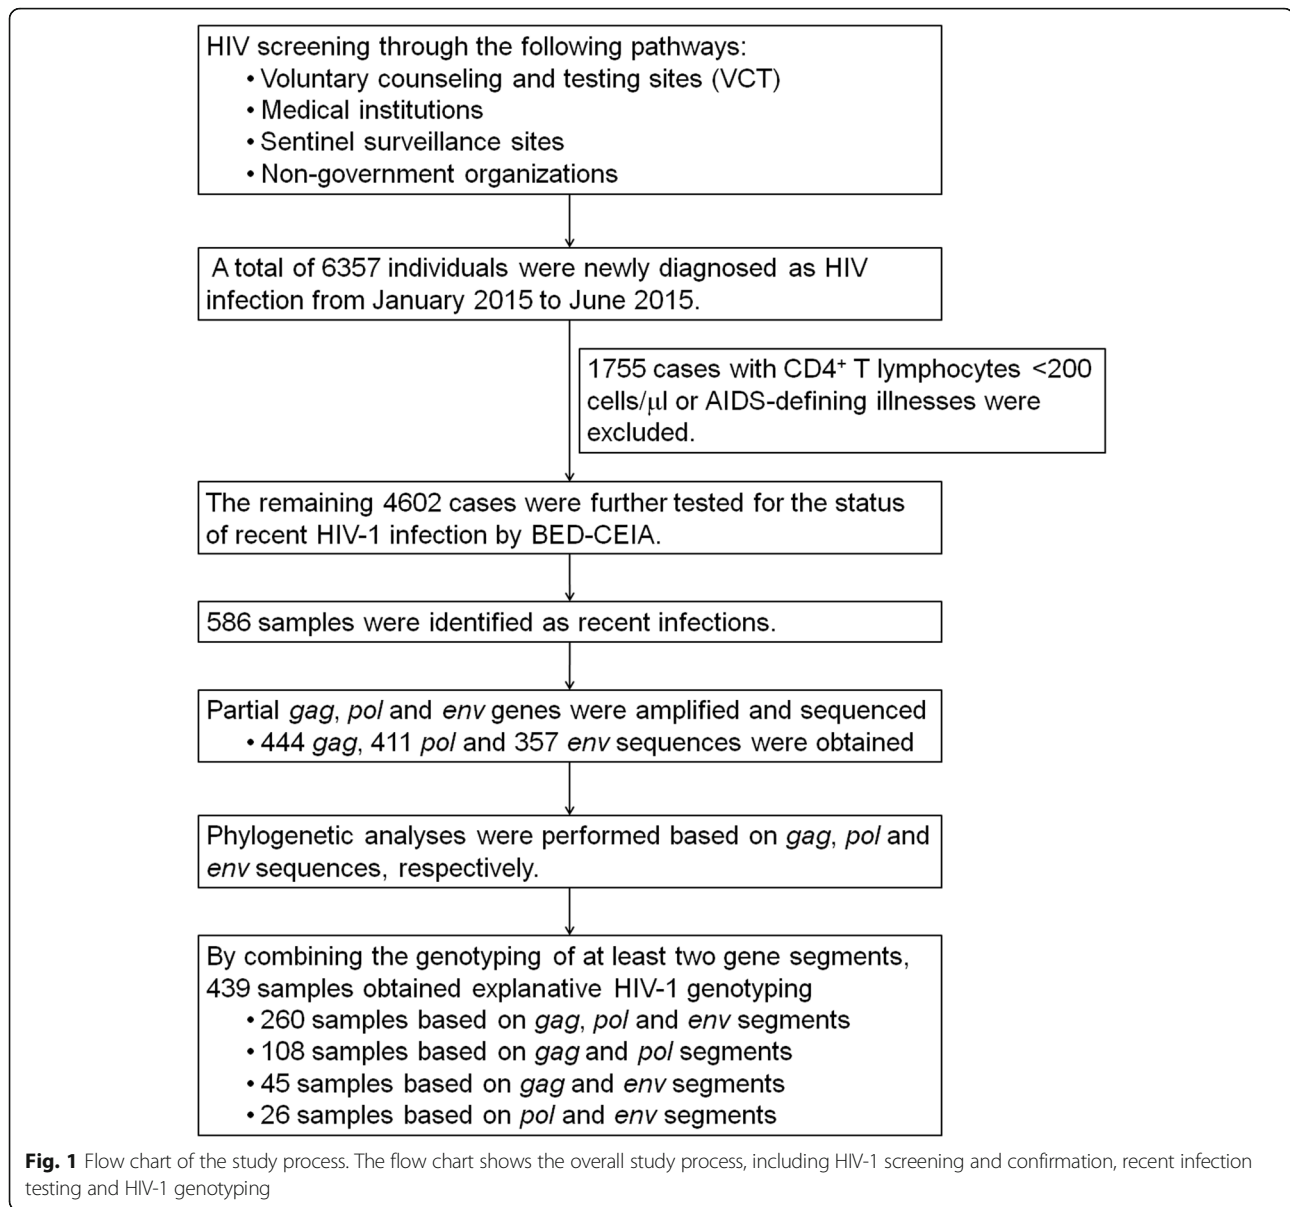 HIV screening through the following pathways:
• Voluntary counseling and testing sites (VCT)
• Medical institutions
• Sentinel surveillance sites
• Non-government organizations
A total of 6357 individuals were newly diagnosed as HIV
infection from January 2015 to June 2015.
1755 cases with CD4⁺ T lymphocytes <200
cells/μl or AIDS-defining illnesses were
excluded.
The remaining 4602 cases were further tested for the status
of recent HIV-1 infection by BED-CEIA.
586 samples were identified as recent infections.
Partial gag, pol and env genes were amplified and sequenced
• 444 gag, 411 pol and 357 env sequences were obtained
Phylogenetic analyses were performed based on gag, pol and
env sequences, respectively.
By combining the genotyping of at least two gene segments,
439 samples obtained explanative HIV-1 genotyping
• 260 samples based on gag, pol and env segments
• 108 samples based on gag and pol segments
• 45 samples based on gag and env segments
• 26 samples based on pol and env segments
Fig. 1 Flow chart of the study process. The flow chart shows the overall study process, including HIV-1 screening and confirmation, recent infection
testing and HIV-1 genotyping